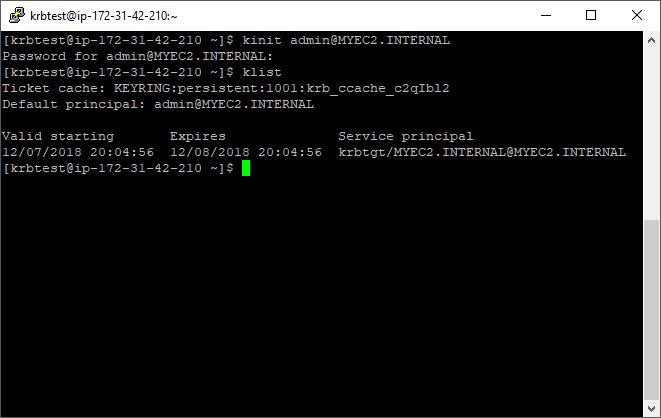 krbtest@ip-172-31-42-210:~
[krbtest@ip-172-31-42-210 ~]$ kinit admin@MYEC2.INTERNAL
Password for admin@MYEC2.INTERNAL:
[krbtest@ip-172-31-42-210 ~]$ klist
Ticket cache: KEYRING:persistent:1001:krb_ccache_c2qIbl2
Default principal: admin@MYEC2.INTERNAL
Valid starting       Expires              Service principal
12/07/2018 20:04:56  12/08/2018 20:04:56  krbtgt/MYEC2.INTERNAL@MYEC2.INTERNAL
[krbtest@ip-172-31-42-210 ~]$